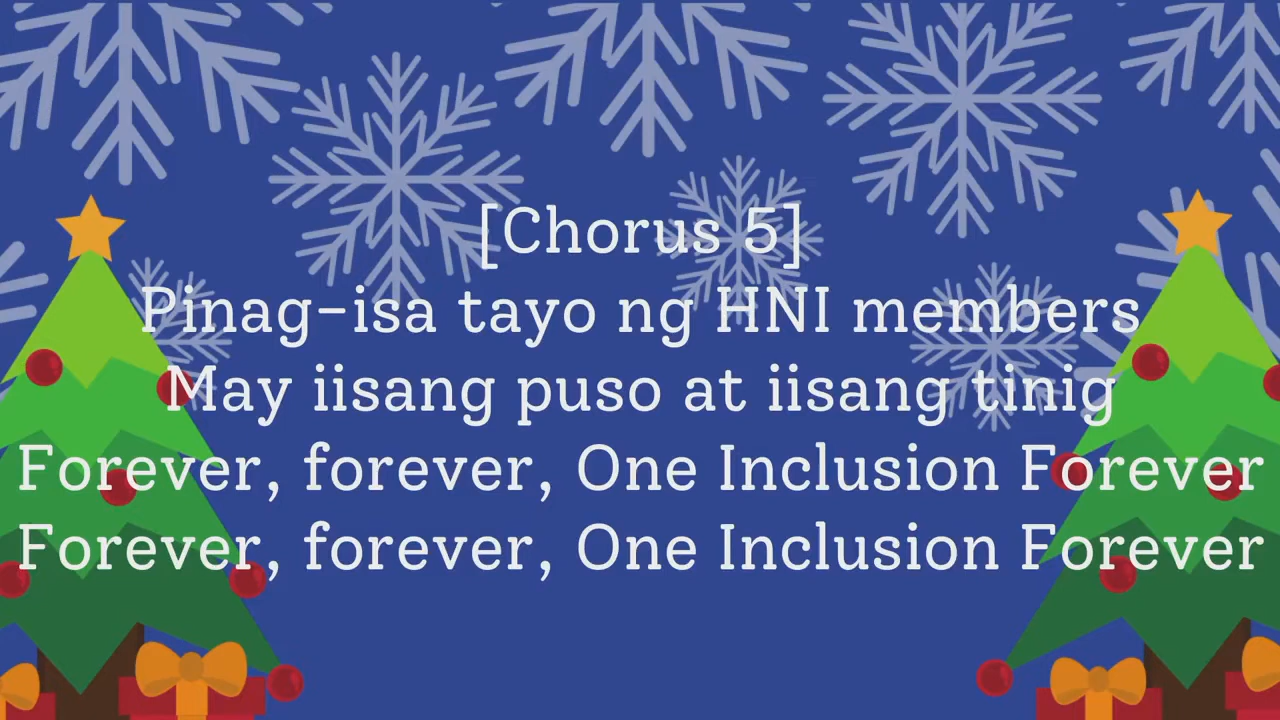 [Chorus 5]
Pinag-isa tayo ng HNI members
May iisang puso at iisang tinig
Forever, forever, One Inclusion Forever
Forever, forever, One Inclusion Forever